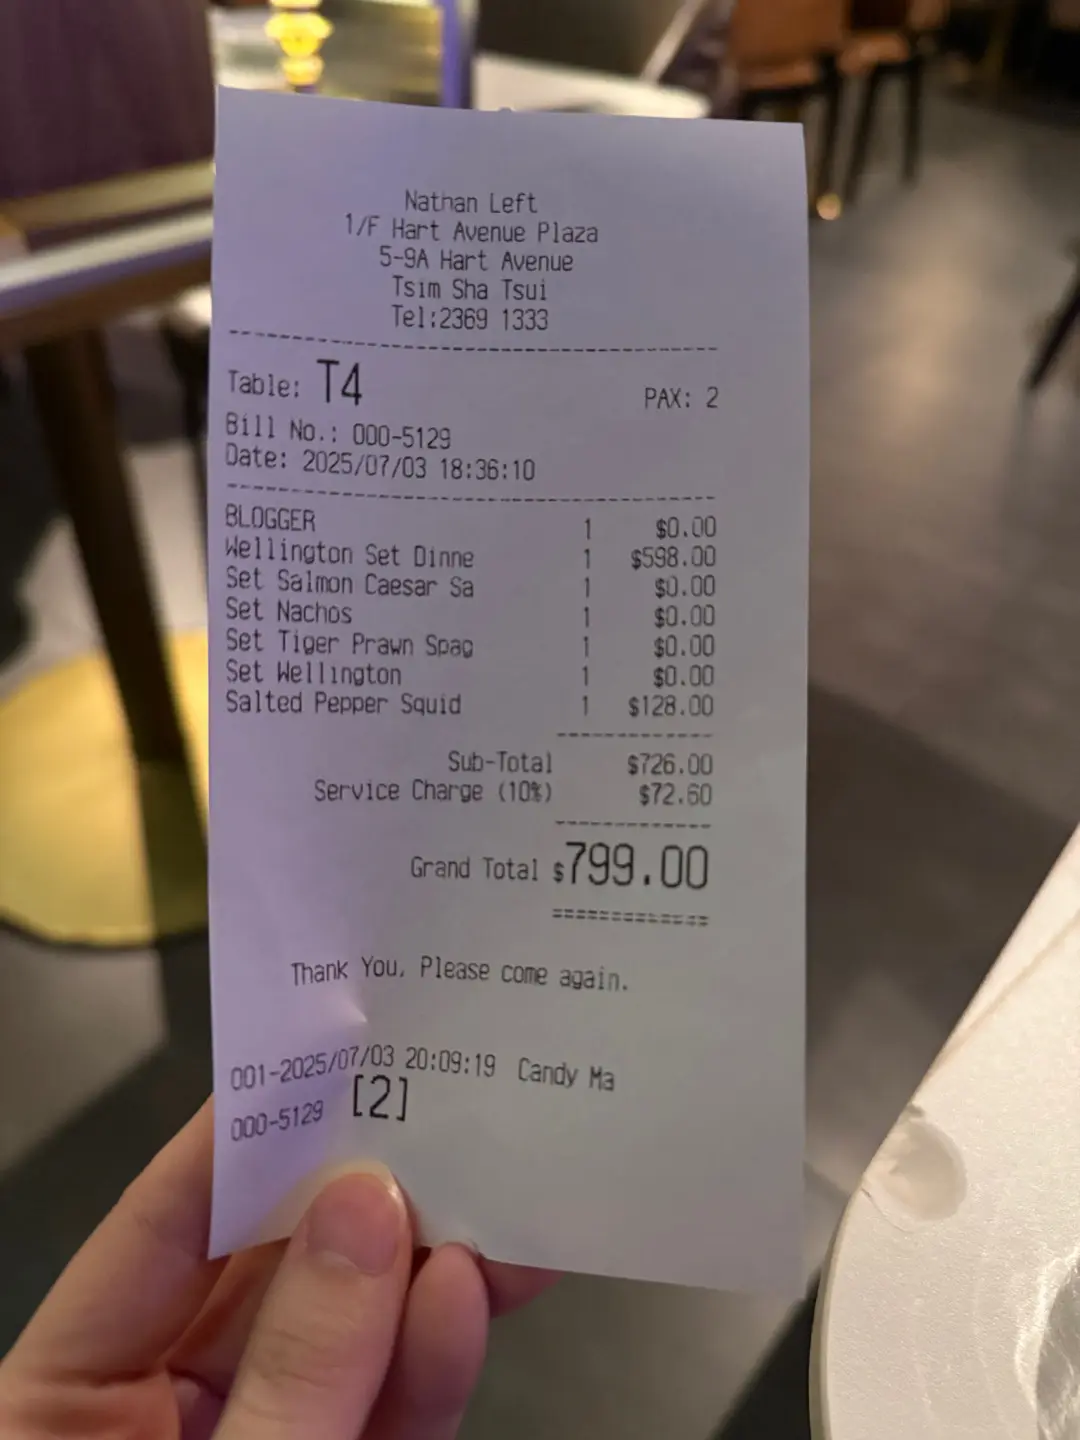 Nathan Left
1/F Hart Avenue Plaza
5-9A Hart Avenue
Tsim Sha Tsui
Tel:2369 1333
Table: T4 PAX: 2
Bill No.: 000-5129
Date: 2025/07/03 18:36:10
BLOGGER 1 $0.00
Wellington Set Dinne 1 $598.00
Set Salmon Caesar Sa 1 $0.00
Set Nachos 1 $0.00
Set Tiger Prawn Spag 1 $0.00
Set Wellington 1 $0.00
Salted Pepper Squid 1 $128.00
Sub-Total $726.00
Service Charge (10%) $72.60
Grand Total $799.00
Thank You, Please come again.
001-2025/07/03 20:09:19 Candy Ma
000-5129 [2]